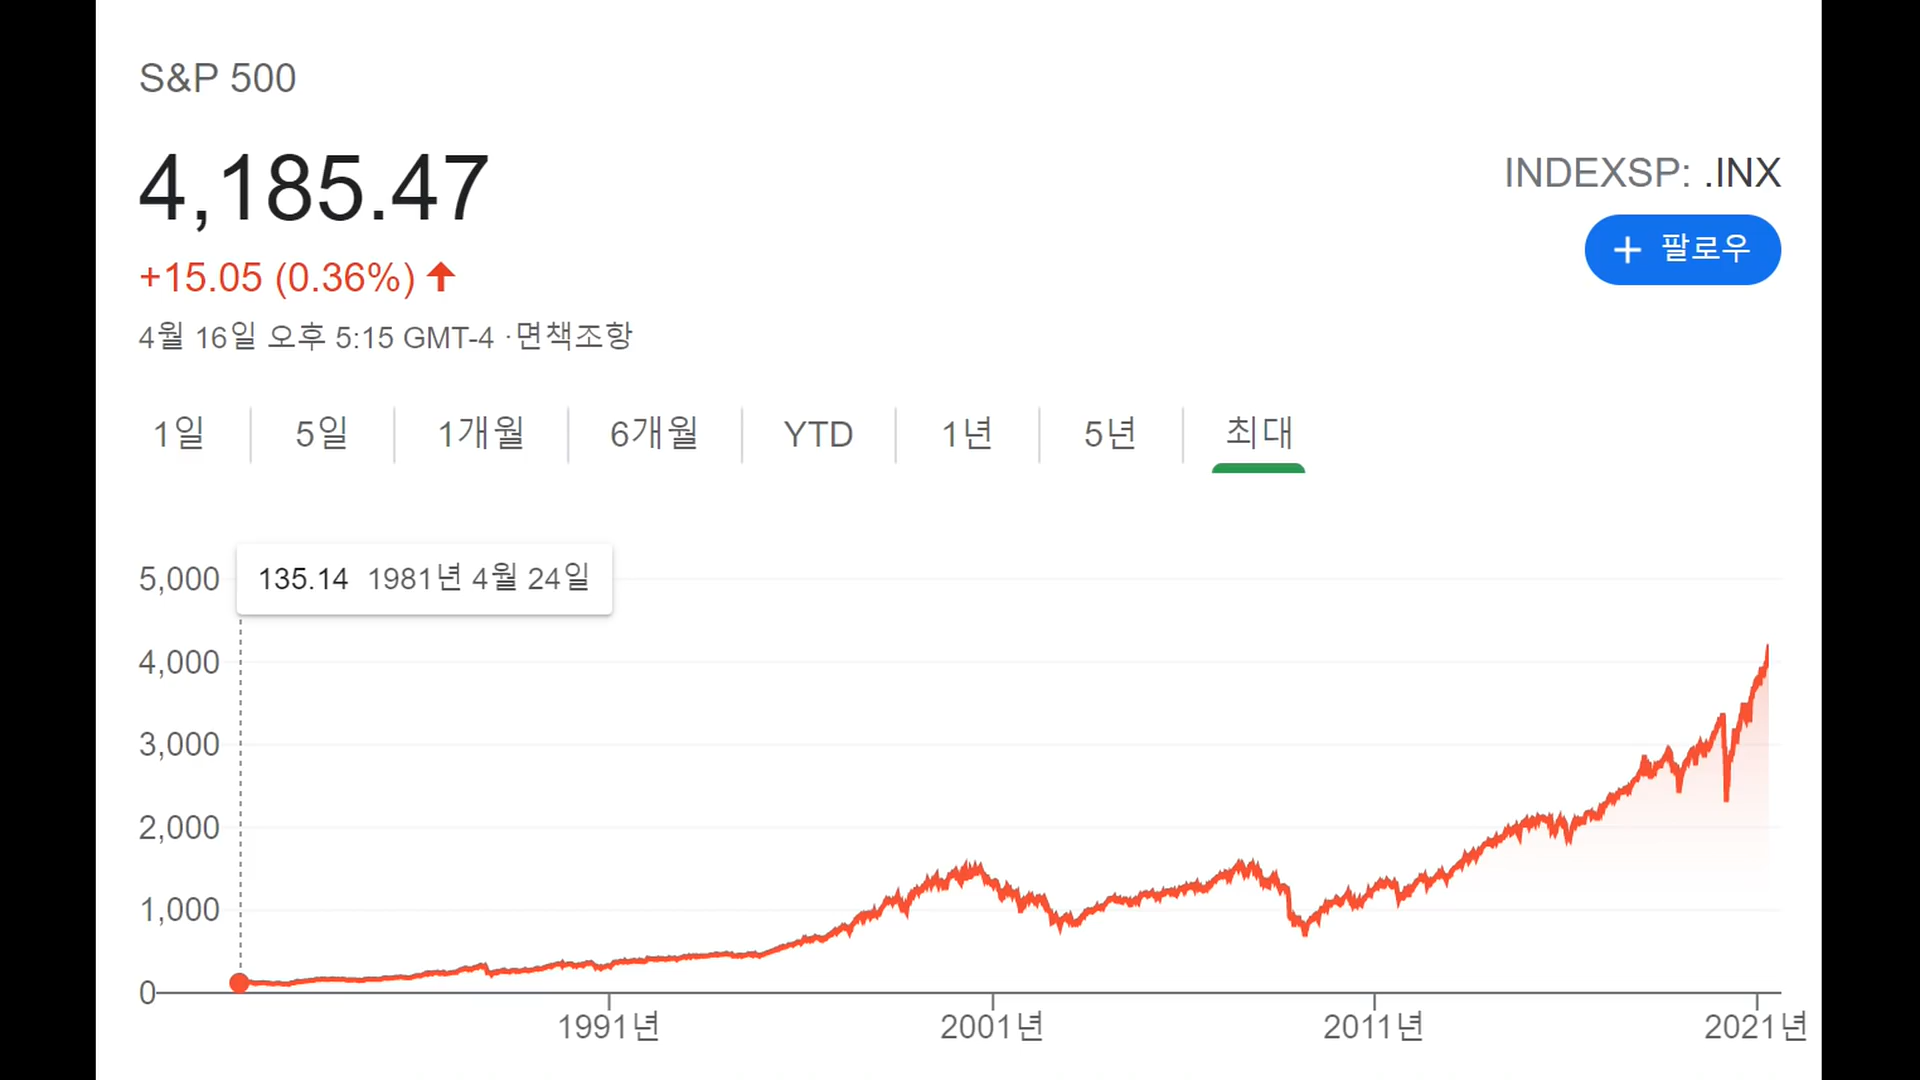 S&P 500
4,185.47
INDEXSP: .INX
+ 팔로우
+15.05 (0.36%)
4월 16일 오후 5:15 GMT-4 ·면책조항
1일 5일 1개월 6개월 YTD 1년 5년 최대
135.14 1981년 4월 24일
5,000
4,000
3,000
2,000
1,000
0
1991년 2001년 2011년 2021년